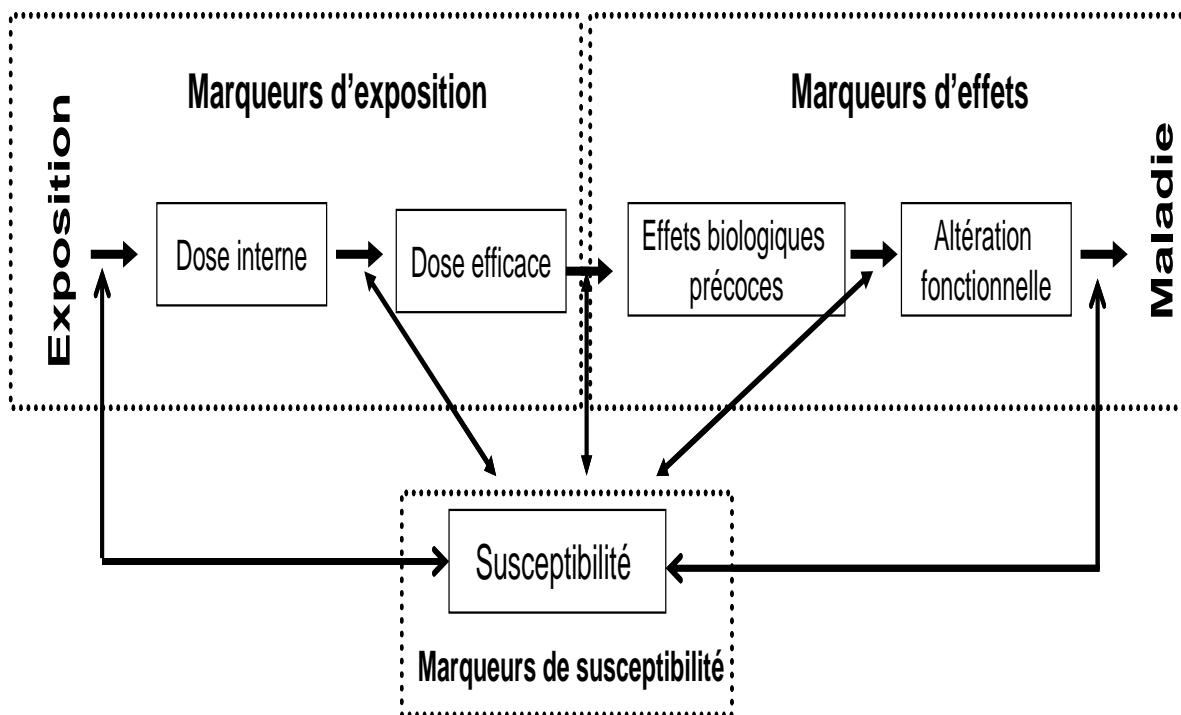 Marqueurs d’exposition
Marqueurs d’effets
Exposition
Dose interne
Dose efficace
Effets biologiques
précoces
Altération
fonctionnelle
Maladie
Susceptibilité
Marqueurs de susceptibilité